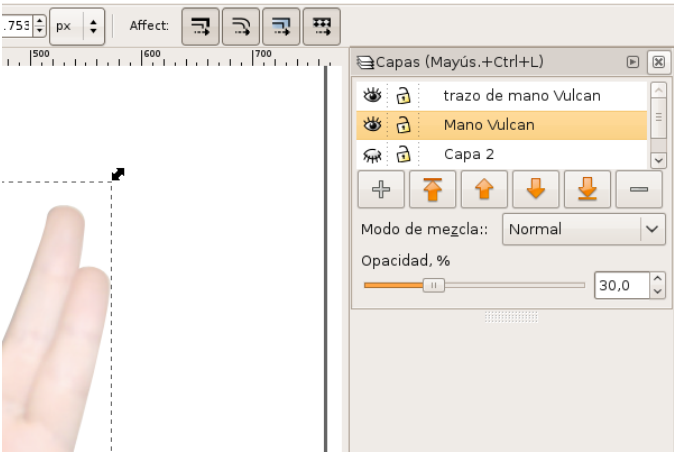 .753 px Affect:
500 600 700
Capas (Mayús.+Ctrl+L)
trazo de mano Vulcan
Mano Vulcan
Capa 2
Modo de mezcla:: Normal
Opacidad, %
30,0